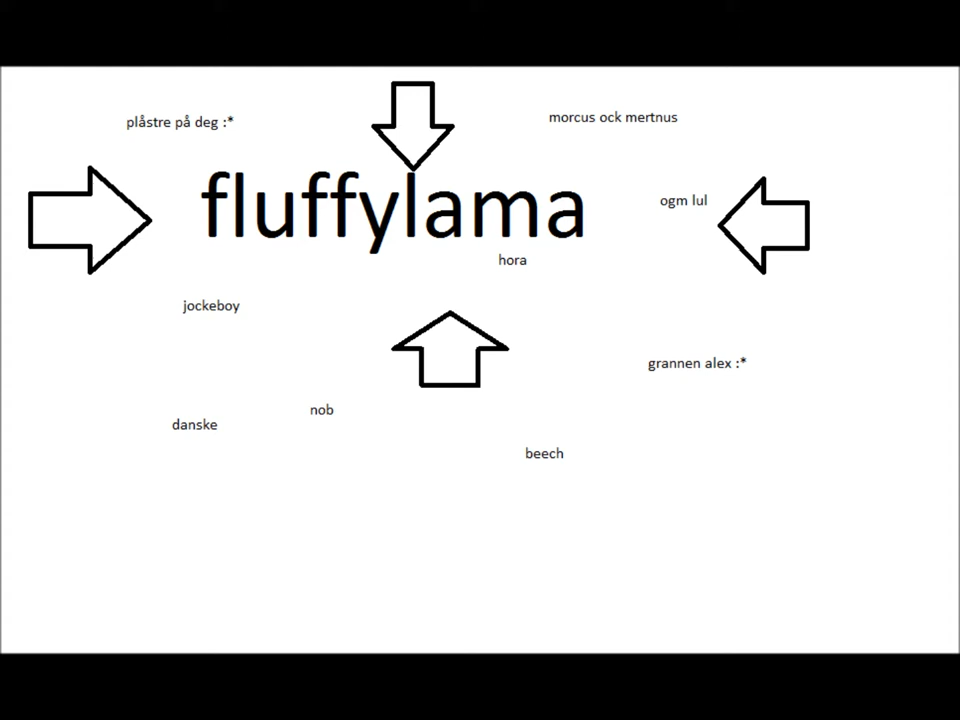 morcus ock mertnus
plåstre på deg :*
fluffylama
ogm lul
hora
jockeboy
grannen alex :*
nob
danske
beech